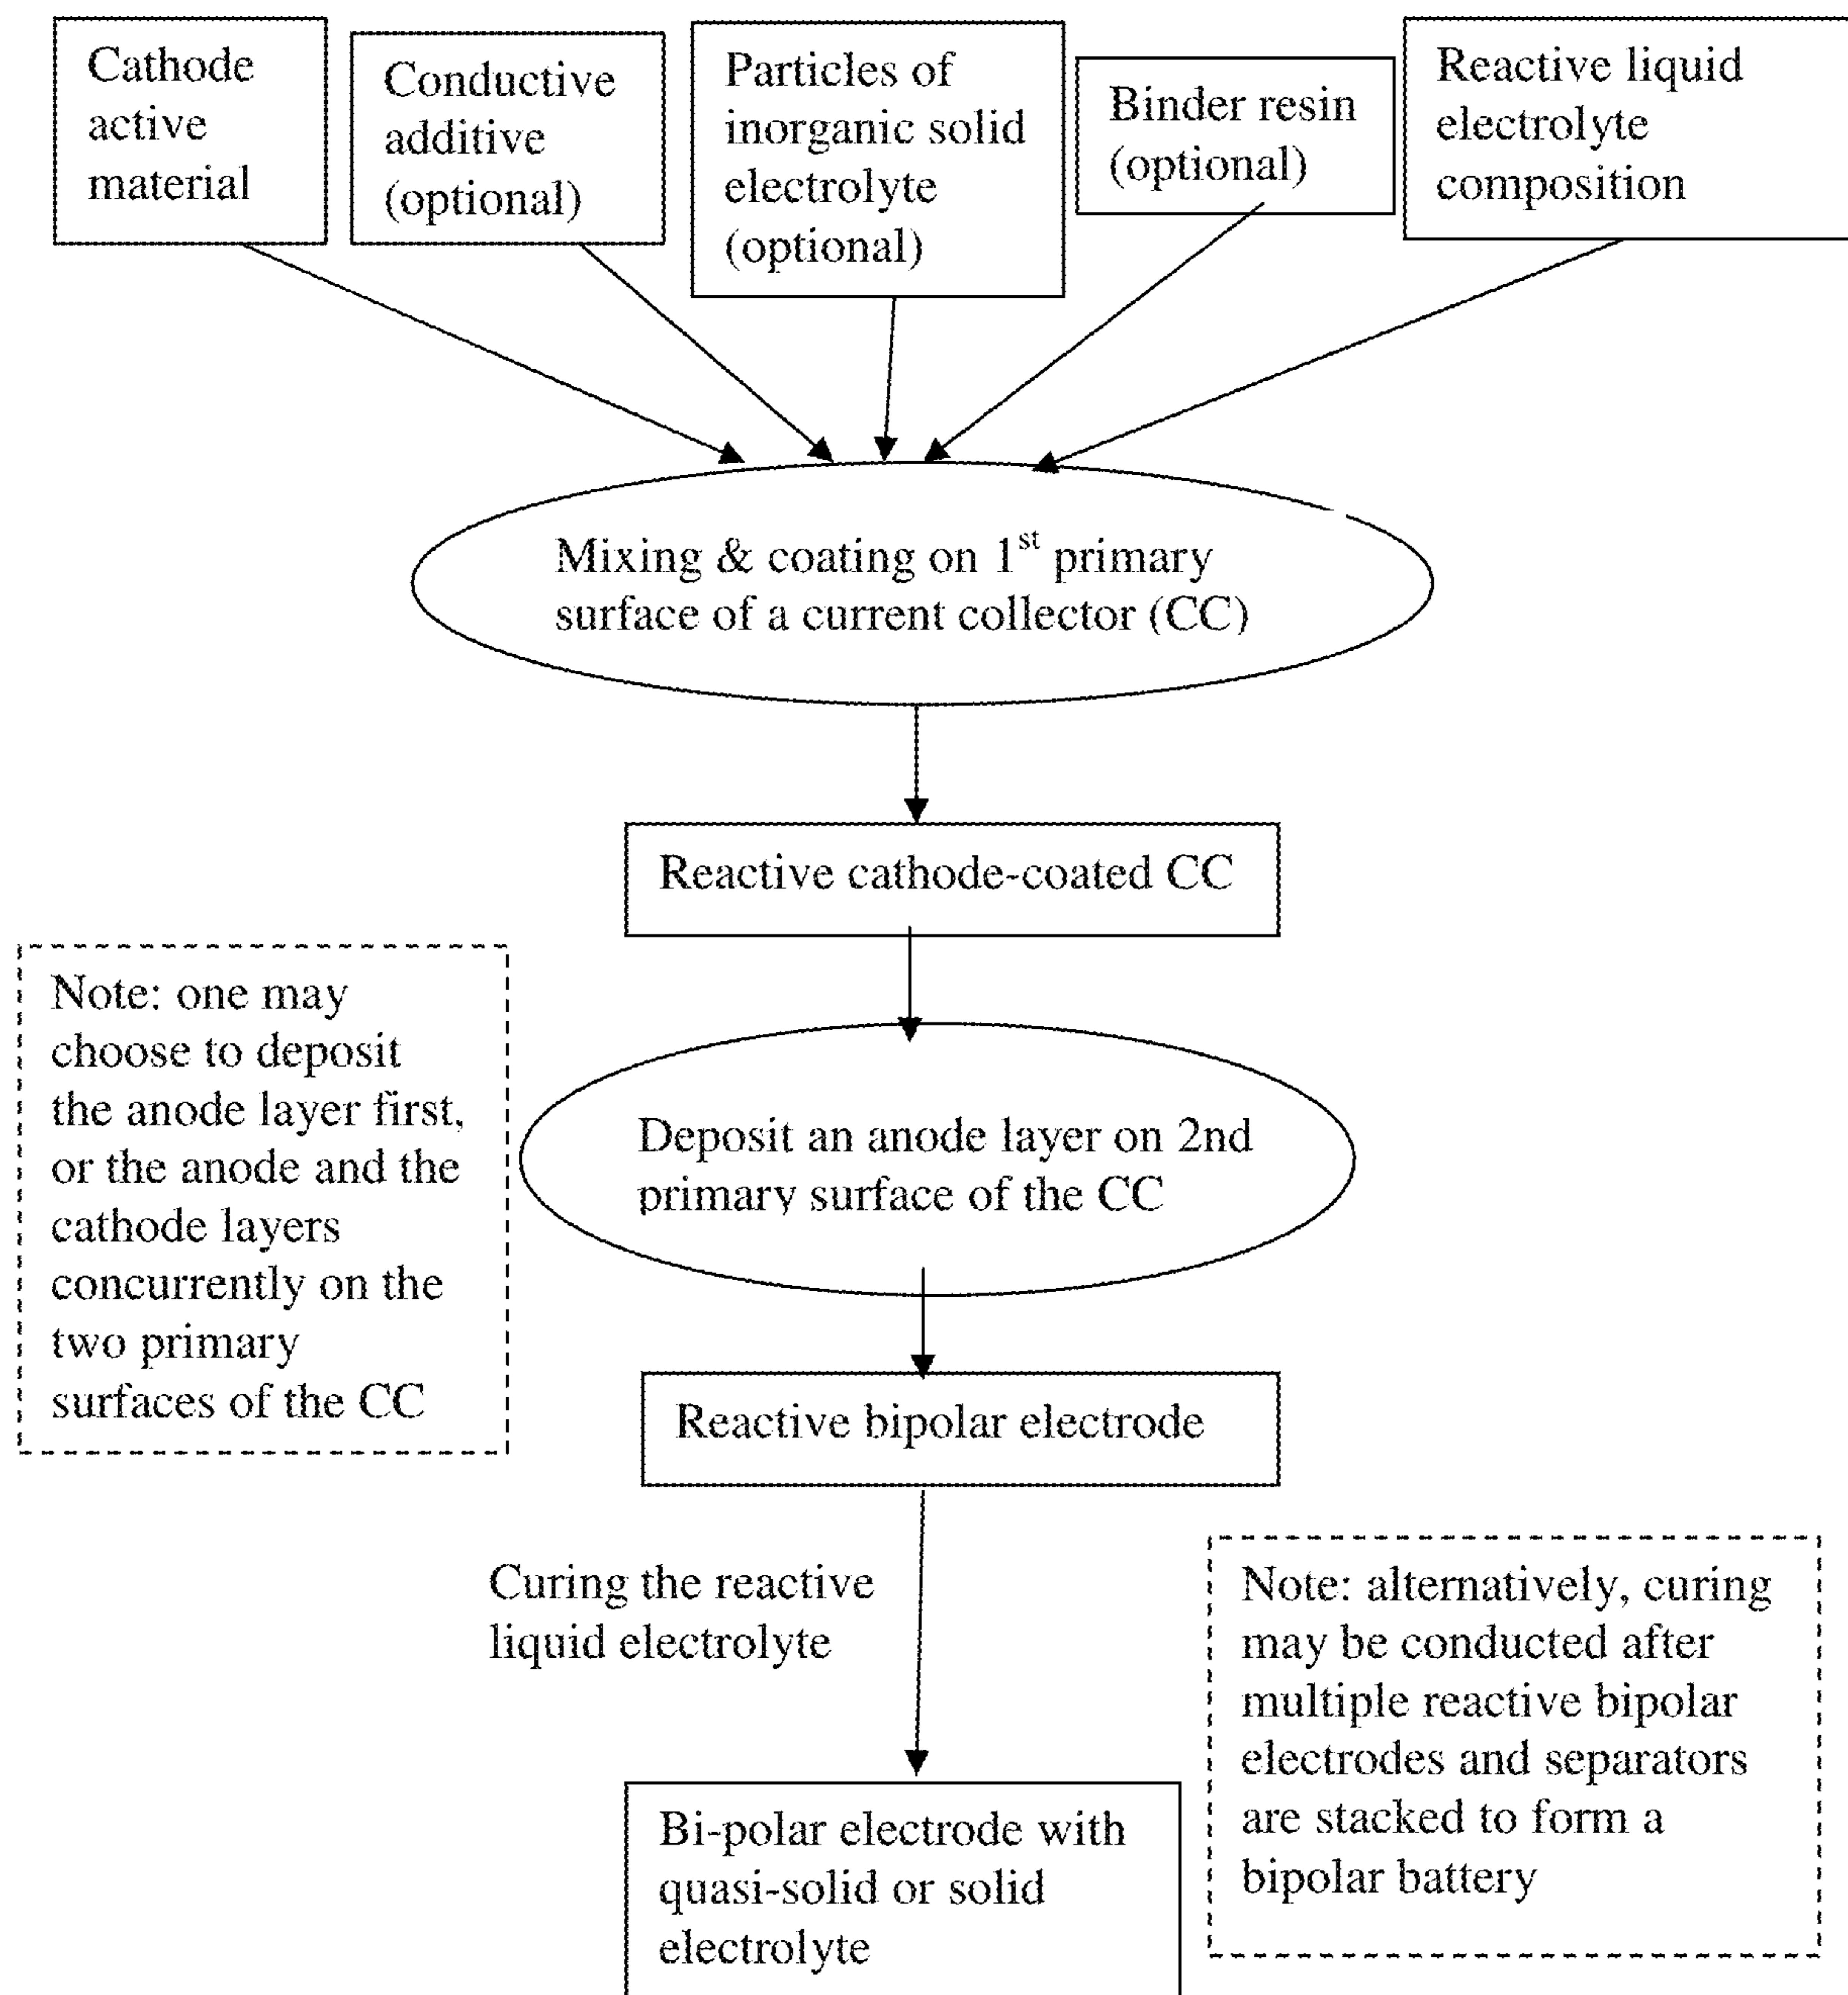 Cathode
active
material
Conductive
additive
(optional)
Particles of
inorganic solid
electrolyte
(optional)
Binder resin
(optional)
Reactive liquid
electrolyte
composition
Mixing & coating on 1st primary
surface of a current collector (CC)
Reactive cathode-coated CC
Note: one may
choose to deposit
the anode layer first,
or the anode and the
cathode layers
concurrently on the
two primary
surfaces of the CC
Deposit an anode layer on 2nd
primary surface of the CC
Reactive bipolar electrode
Curing the reactive
liquid electrolyte
Note: alternatively, curing
may be conducted after
multiple reactive bipolar
electrodes and separators
are stacked to form a
bipolar battery
Bi-polar electrode with
quasi-solid or solid
electrolyte